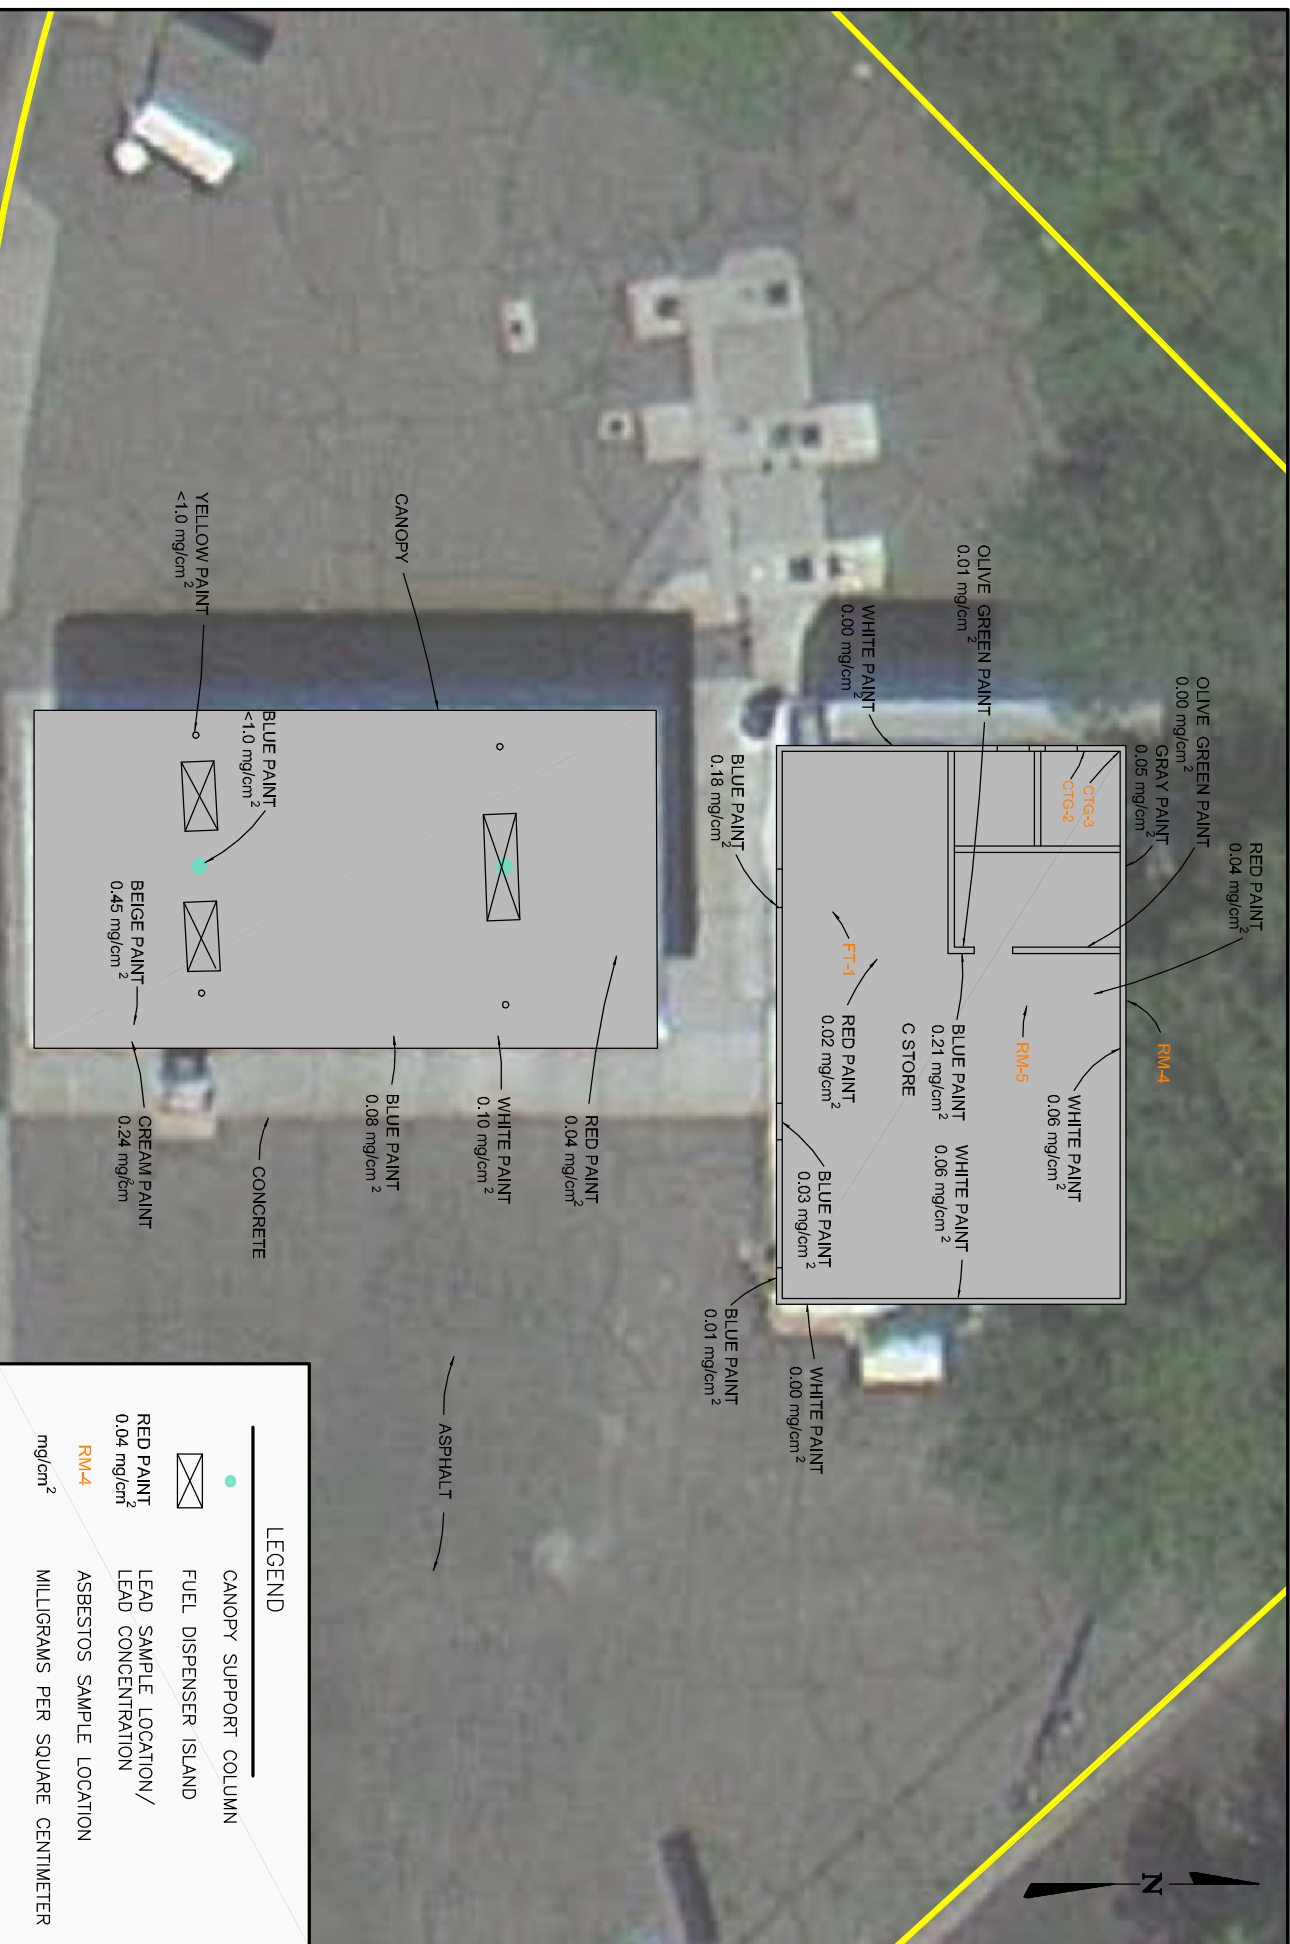 OLIVE GREEN PAINT
0.00 mg/cm²
GRAY PAINT
0.05 mg/cm²
RED PAINT
0.04 mg/cm²
RM-4
CTG-3
CTG-2
WHITE PAINT
0.06 mg/cm²
RM-5
OLIVE GREEN PAINT
0.01 mg/cm²
BLUE PAINT
0.21 mg/cm²
WHITE PAINT
0.06 mg/cm²
C STORE
WHITE PAINT
0.00 mg/cm²
FT-1
RED PAINT
0.02 mg/cm²
BLUE PAINT
0.03 mg/cm²
WHITE PAINT
0.00 mg/cm²
BLUE PAINT
0.18 mg/cm²
BLUE PAINT
0.01 mg/cm²
RED PAINT
0.04 mg/cm²
WHITE PAINT
0.10 mg/cm²
CANOPY
BLUE PAINT
0.08 mg/cm²
ASPHALT
BLUE PAINT
<1.0 mg/cm²
CONCRETE
YELLOW PAINT
<1.0 mg/cm²
BEIGE PAINT
0.45 mg/cm²
CREAM PAINT
0.24 mg/cm²
N
LEGEND
CANOPY SUPPORT COLUMN
FUEL DISPENSER ISLAND
RED PAINT
0.04 mg/cm²
LEAD SAMPLE LOCATION/
LEAD CONCENTRATION
RM-4 ASBESTOS SAMPLE LOCATION
mg/cm² MILLIGRAMS PER SQUARE CENTIMETER